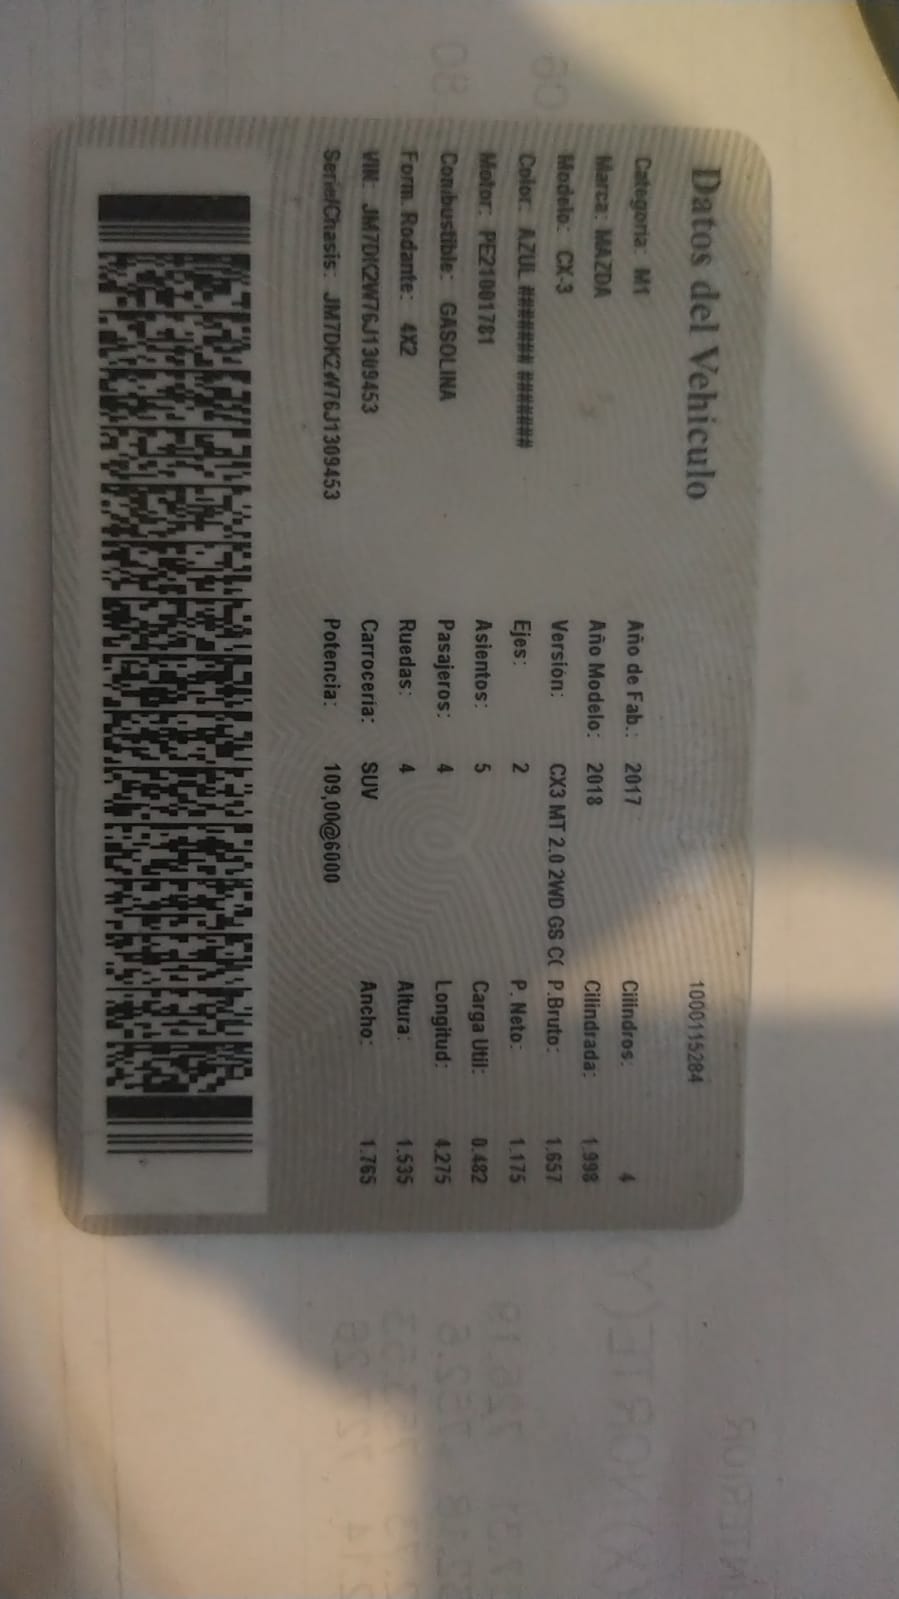 Datos del Vehiculo 1000115284
Categoria: M1 Año de Fab.: 2017 Cilindros: 4
Marca: MAZDA Año Modelo: 2018 Cilindrada: 1.998
Modelo: CX-3 Versión: CX3 MT 2.0 2WD GS C( P.Bruto: 1.657
Color: AZUL ####### ####### Ejes: 2 P. Neto: 1.175
Motor: PE21001781 Asientos: 5 Carga Util: 0.482
Combustible: GASOLINA Pasajeros: 4 Longitud: 4.275
Form. Rodante: 4X2 Ruedas: 4 Altura: 1.535
VIN: JM7DK2W76J1309453 Carrocería: SUV Ancho: 1.765
Serie/Chasis: JM7DK2W76J1309453 Potencia: 109,00@6000